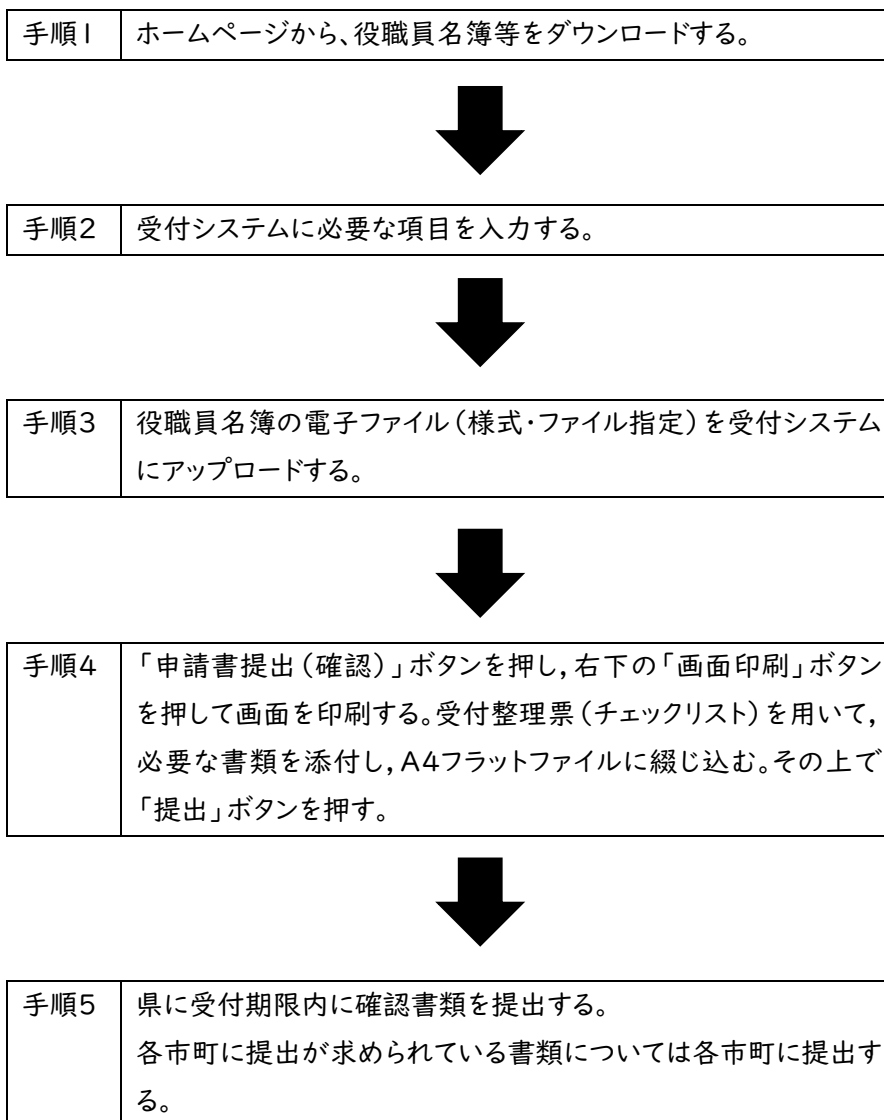 手順1 ホームページから、役職員名簿等をダウンロードする。
手順2 受付システムに必要な項目を入力する。
手順3 役職員名簿の電子ファイル(様式・ファイル指定)を受付システム
にアップロードする。
手順4 「申請書提出(確認)」ボタンを押し,右下の「画面印刷」ボタン
を押して画面を印刷する。受付整理票(チェックリスト)を用いて,
必要な書類を添付し,A4フラットファイルに綴じ込む。その上で
「提出」ボタンを押す。
手順5 県に受付期限内に確認書類を提出する。
各市町に提出が求められている書類については各市町に提出す
る。